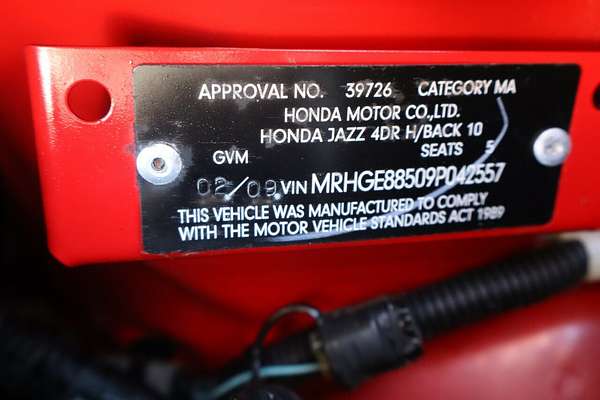 APPROVAL NO. 39726 CATEGORY MA
HONDA MOTOR CO.,LTD.
HONDA JAZZ 4DR H/BACK 10
GVM SEATS 5
02/09 VIN MRHGE88509P042557
THIS VEHICLE WAS MANUFACTURED TO COMPLY
WITH THE MOTOR VEHICLE STANDARDS ACT 1989